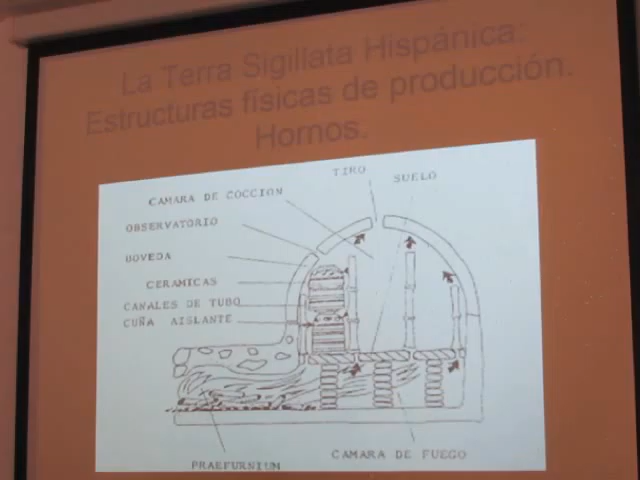 La Terra Sigillata Hispánica:
Estructuras físicas de producción.
Hornos.
TIRO
SUELO
CAMARA DE COCCION
OBSERVATORIO
BOVEDA
CERAMICAS
CANALES DE TUBO
CUÑA AISLANTE
PRAEFURNIUM
CAMARA DE FUEGO